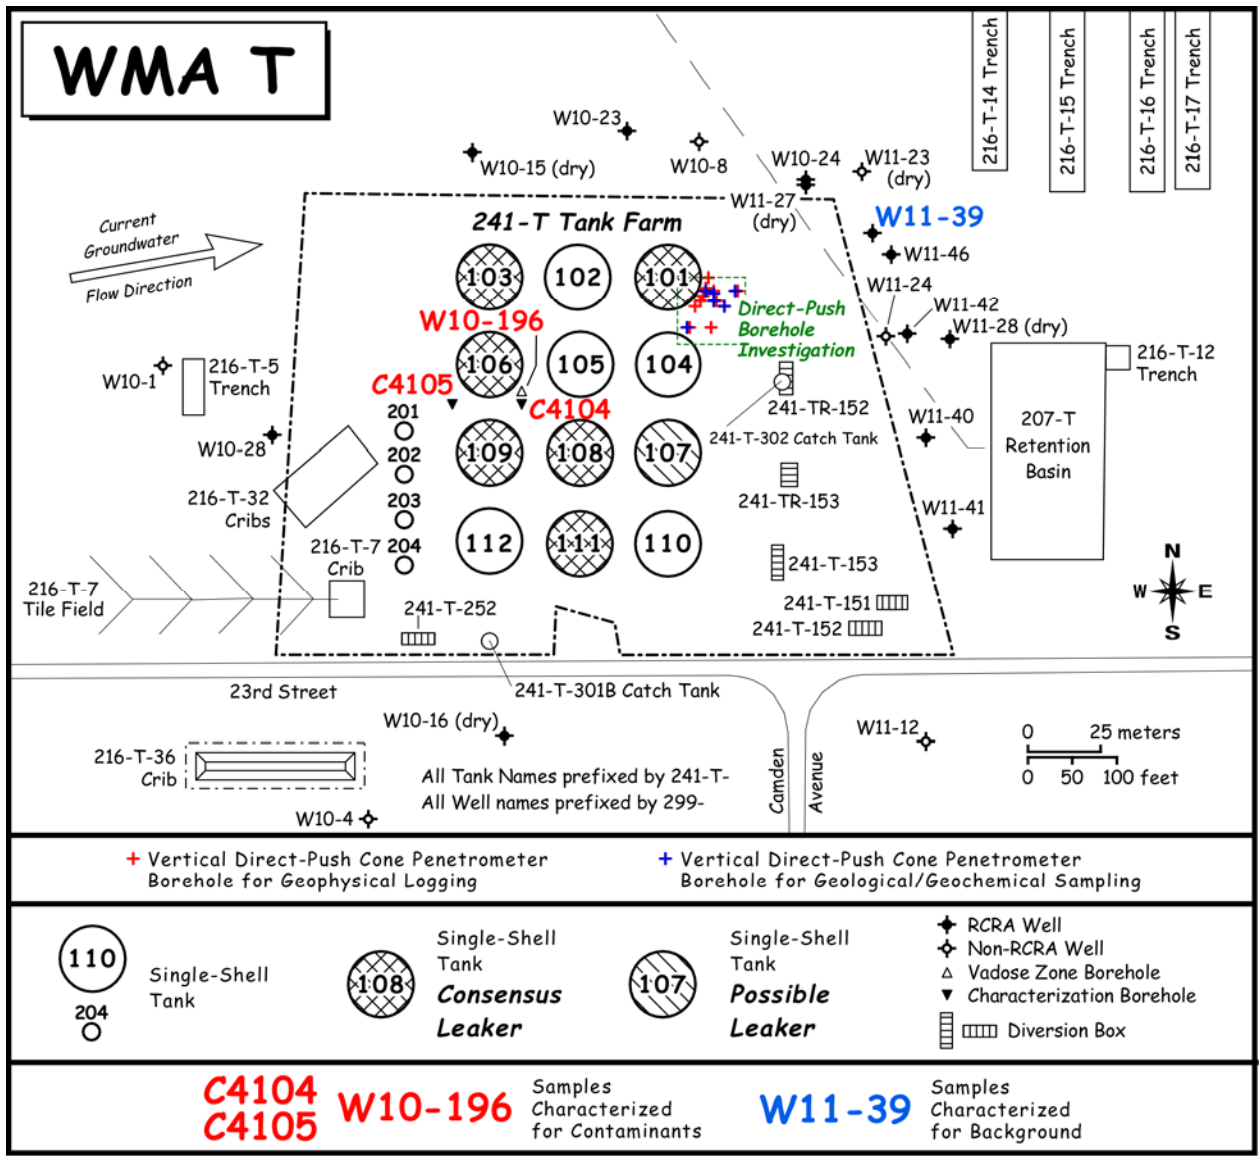 WMA T
216-T-14 Trench
216-T-15 Trench
216-T-16 Trench
216-T-17 Trench
W10-23
W10-15 (dry)
W10-8
W10-24
W11-23
(dry)
W11-27
(dry)
W11-39
W11-46
Current
Groundwater
Flow Direction
241-T Tank Farm
103
102
101
W11-24
W11-42
W11-28 (dry)
Direct-Push
Borehole
Investigation
W10-196
106
105
104
216-T-12
Trench
W10-1
216-T-5
Trench
C4105
C4104
241-TR-152
201
W11-40
207-T
Retention
Basin
241-T-302 Catch Tank
W10-28
202
109
108
107
216-T-32
Cribs
203
241-TR-153
W11-41
204
112
111
110
216-T-7
Crib
241-T-153
N
W
E
S
216-T-7
Tile Field
241-T-252
241-T-151
241-T-152
23rd Street
241-T-301B Catch Tank
W10-16 (dry)
W11-12
0
25 meters
0
50
100 feet
216-T-36
Crib
Camden
Avenue
All Tank Names prefixed by 241-T-
All Well names prefixed by 299-
W10-4
Vertical Direct-Push Cone Penetrometer
Borehole for Geophysical Logging
Vertical Direct-Push Cone Penetrometer
Borehole for Geological/Geochemical Sampling
110
204
Single-Shell
Tank
108
Single-Shell
Tank
Consensus
Leaker
107
Single-Shell
Tank
Possible
Leaker
RCRA Well
Non-RCRA Well
Vadose Zone Borehole
Characterization Borehole
Diversion Box
C4104
C4105
W10-196
Samples
Characterized
for Contaminants
W11-39
Samples
Characterized
for Background